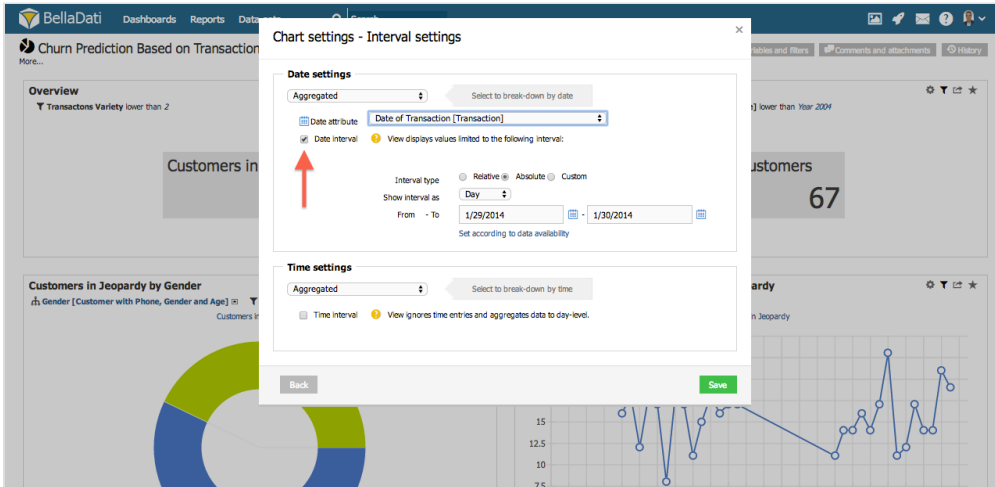 BellaDati Dashboards Reports Data Search
Churn Prediction Based on Transaction
Variables and filters Comments and attachments History
More...
Chart settings - Interval settings
Overview
Transactons Variety lower than 2
] lower than Year 2004
Customers in
ustomers
67
Date settings
Aggregated Select to break-down by date
Date attribute Date of Transaction [Transaction]
Date interval View displays values limited to the following interval:
Interval type Relative Absolute Custom
Show interval as Day
From - To 1/29/2014 - 1/30/2014
Set according to data availability
Time settings
Aggregated Select to break-down by time
Time interval View ignores time entries and aggregates data to day-level.
Back Save
Customers in Jeopardy by Gender
Gender [Customer with Phone, Gender and Age]
Customers in
ardy
n Jeopardy
15
12.5
10
7.5